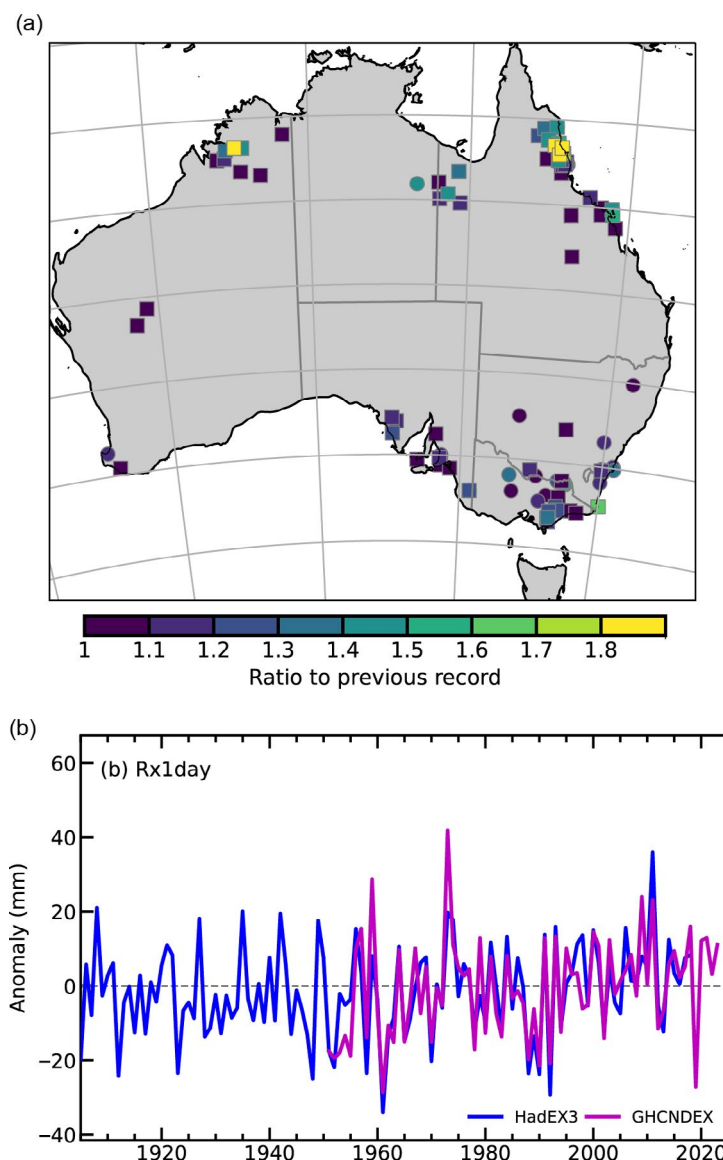 (a)
1 1.1 1.2 1.3 1.4 1.5 1.6 1.7 1.8
Ratio to previous record
(b)
(b) Rx1day
60
40
20
0
−20
−40
Anomaly (mm)
HadEX3 GHCNDEX
1920 1940 1960 1980 2000 2020